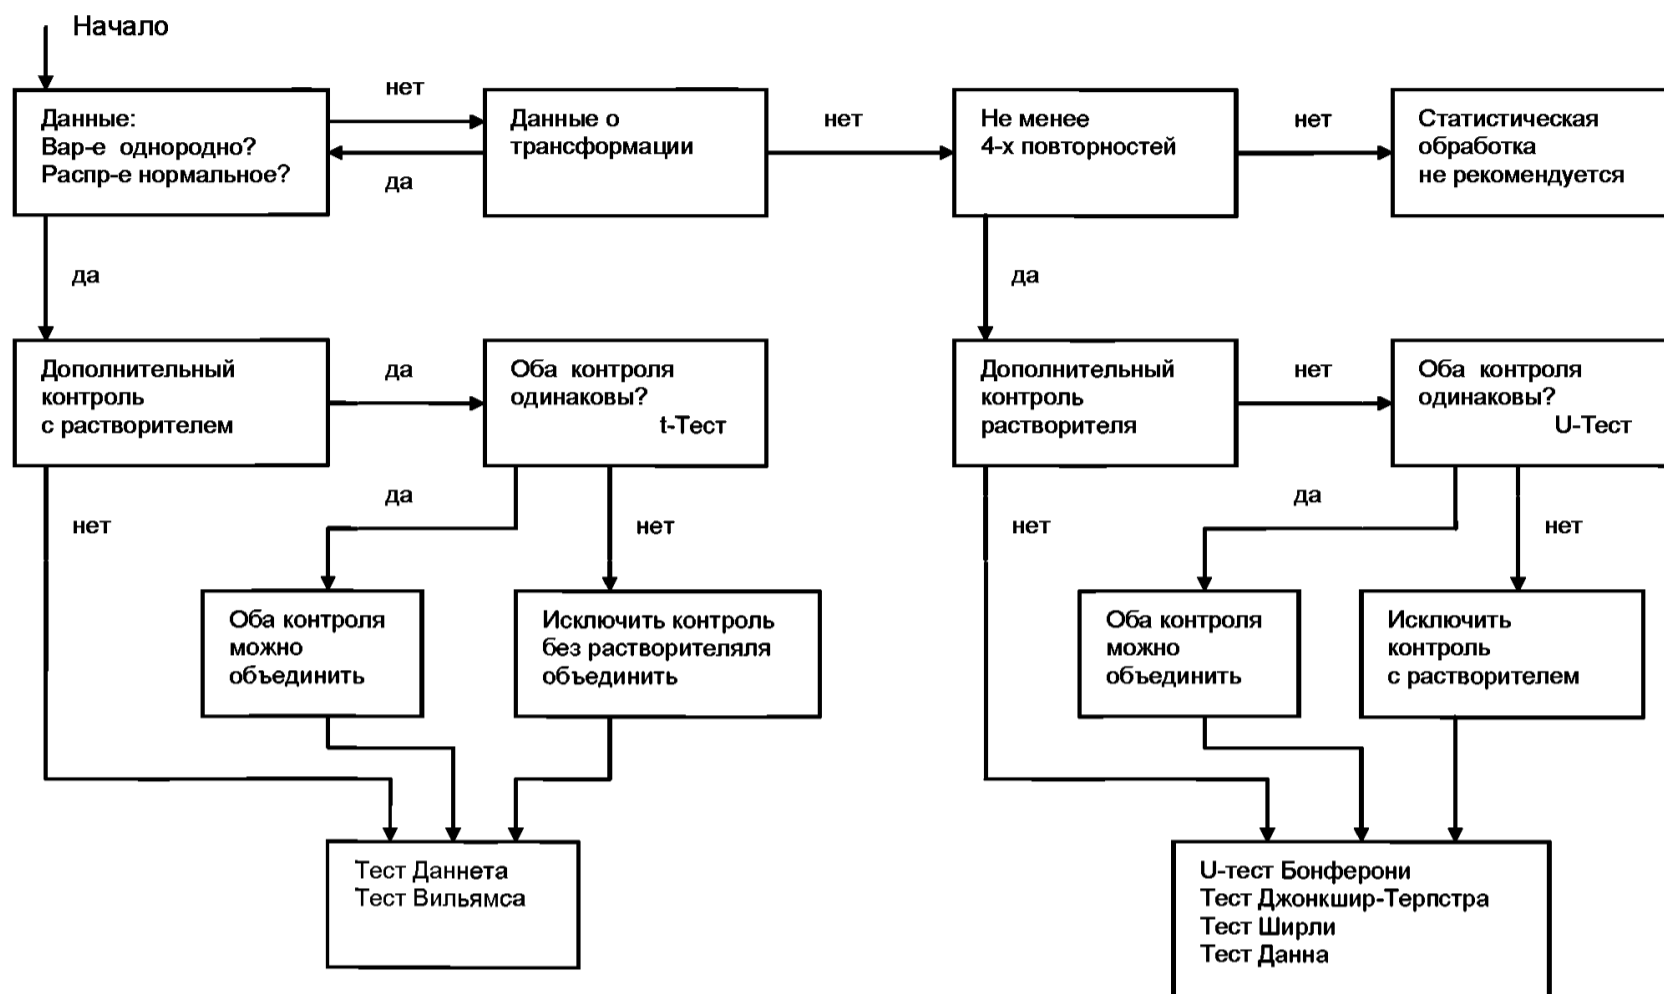 Начало
нет
Данные:
Вар-е однородно?
Распр-е нормальное?
Данные о
трансформации
да
нет
Не менее
4-х повторностей
нет
Статистическая
обработка
не рекомендуется
да
да
Дополнительный
контроль
с растворителем
да
Оба контроля
одинаковы?
t-Тест
Дополнительный
контроль
растворителя
нет
Оба контроля
одинаковы?
U-Тест
нет
да
нет
нет
да
нет
Оба контроля
можно
объединить
Исключить контроль
без растворителяля
объединить
Оба контроля
можно
объединить
Исключить
контроль
с растворителем
Тест Даннета
Тест Вильямса
U-тест Бонферони
Тест Джонкшир-Терпстра
Тест Ширли
Тест Данна